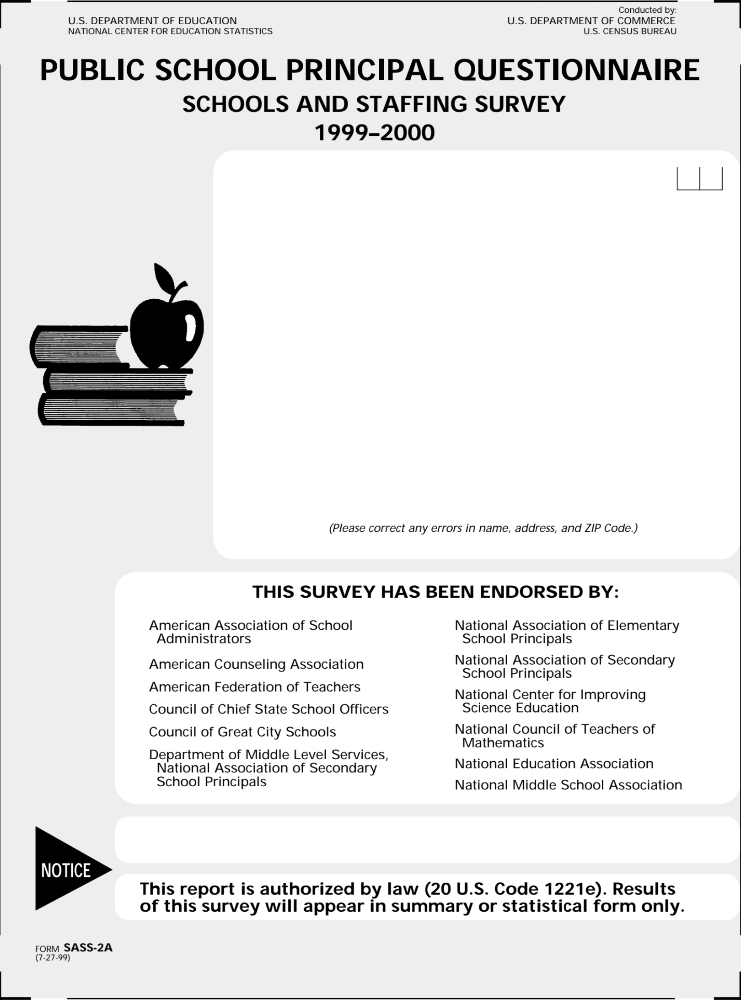 U.S. DEPARTMENT OF EDUCATION
NATIONAL CENTER FOR EDUCATION STATISTICS
Conducted by:
U.S. DEPARTMENT OF COMMERCE
U.S. CENSUS BUREAU
PUBLIC SCHOOL PRINCIPAL QUESTIONNAIRE
SCHOOLS AND STAFFING SURVEY
1999–2000
(Please correct any errors in name, address, and ZIP Code.)
THIS SURVEY HAS BEEN ENDORSED BY:
American Association of School
Administrators
American Counseling Association
American Federation of Teachers
Council of Chief State School Officers
Council of Great City Schools
Department of Middle Level Services,
National Association of Secondary
School Principals
National Association of Elementary
School Principals
National Association of Secondary
School Principals
National Center for Improving
Science Education
National Council of Teachers of
Mathematics
National Education Association
National Middle School Association
NOTICE
This report is authorized by law (20 U.S. Code 1221e). Results
of this survey will appear in summary or statistical form only.
FORM SASS-2A
(7-27-99)